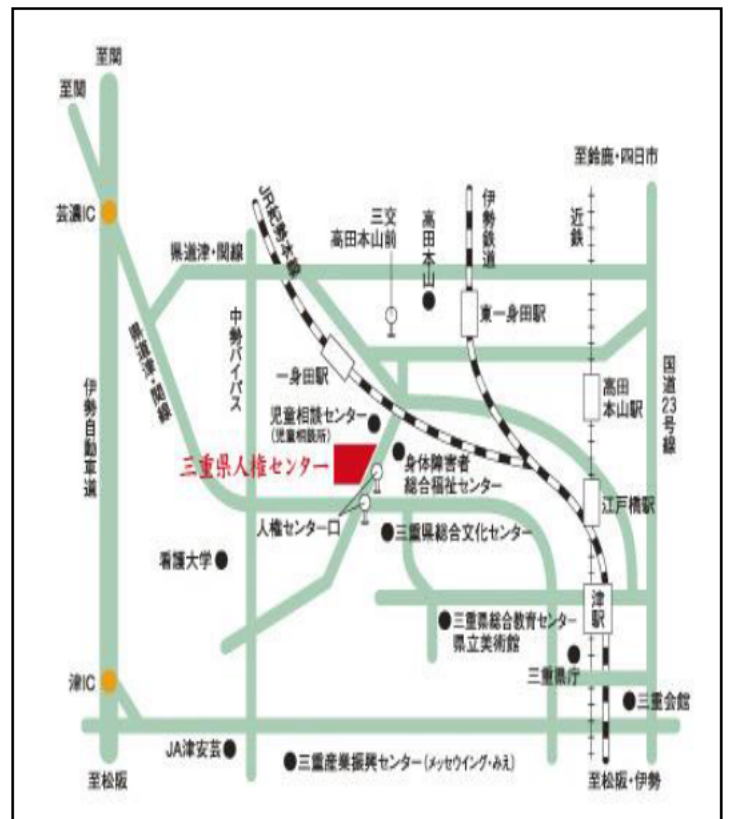 至関
至関
至鈴鹿・四日市
芸濃IC
JR紀勢本線
三交
高田本山前
高田本山
伊勢鉄道
近鉄
県道津・関線
東一身田駅
中勢バイパス
県道津・関線
一身田駅
高田
本山駅
国道23号線
伊勢自動車道
児童相談センター
(児童相談所)
三重県人権センター
身体障害者
総合福祉センター
江戸橋駅
人権センター口
三重県総合文化センター
看護大学
津駅
三重県総合教育センター
県立美術館
三重県庁
津IC
三重会館
JA津安芸
三重産業振興センター(メッセウイング・みえ)
至松阪
至松阪・伊勢